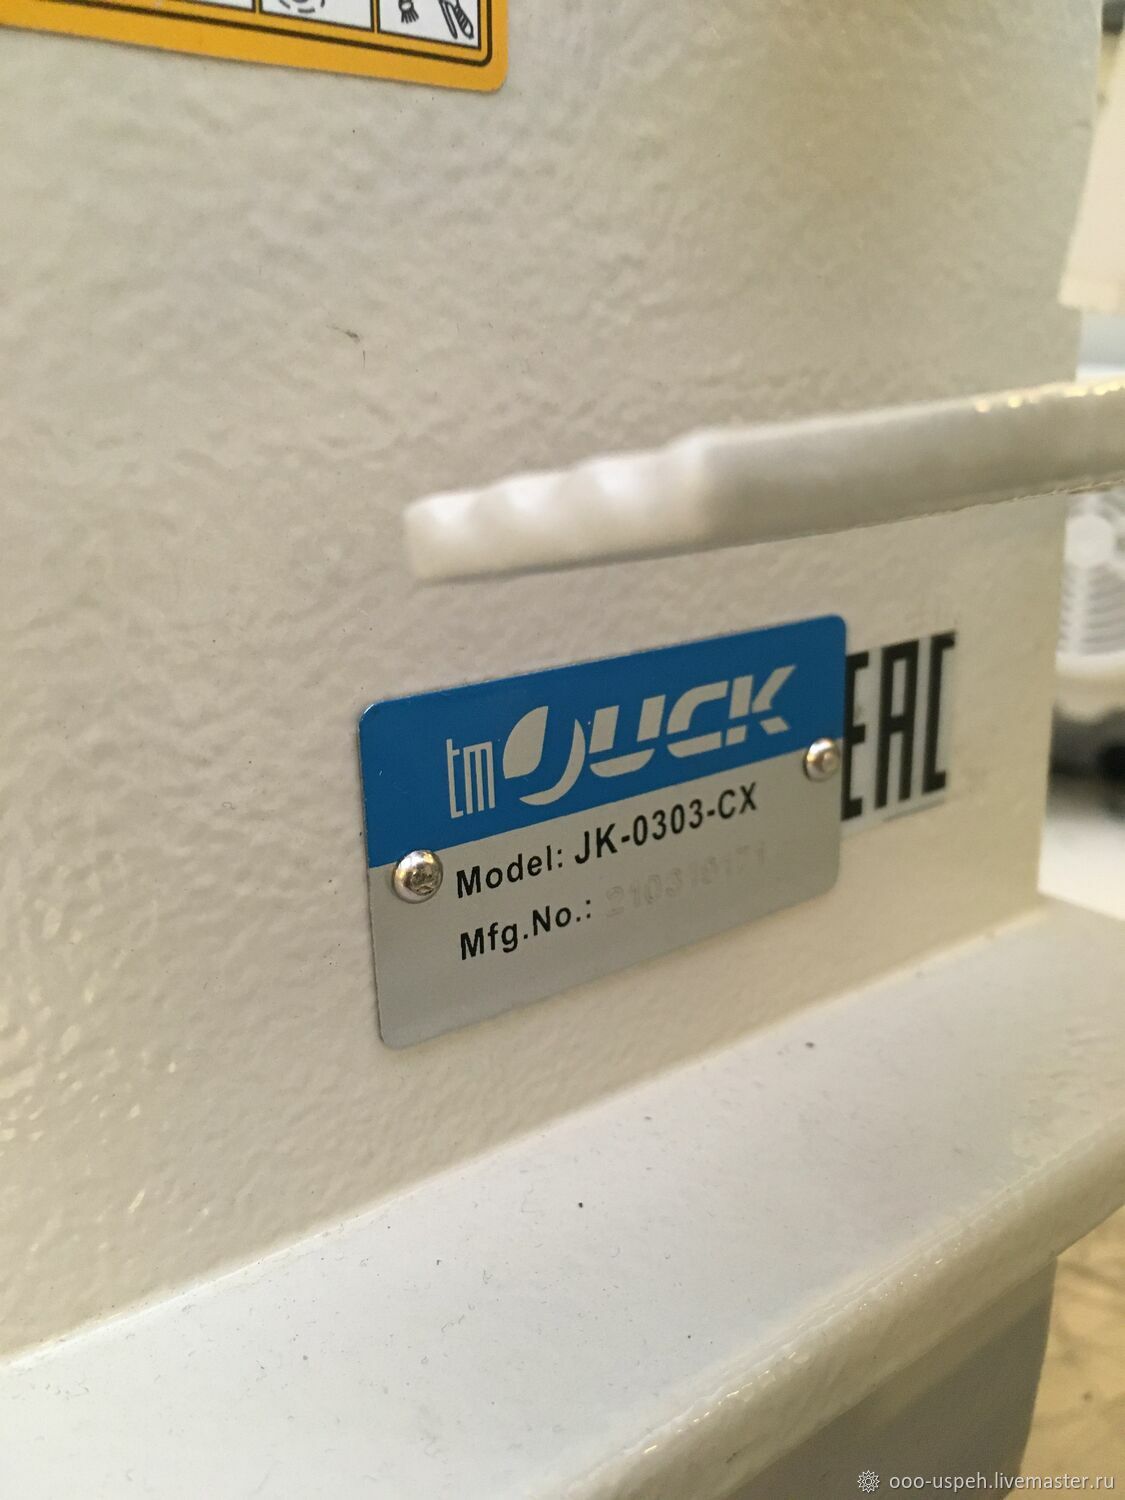 tm JUCK
EAC
Model: JK-0303-CX
Mfg.No.:
ooo-uspeh.livemaster.ru